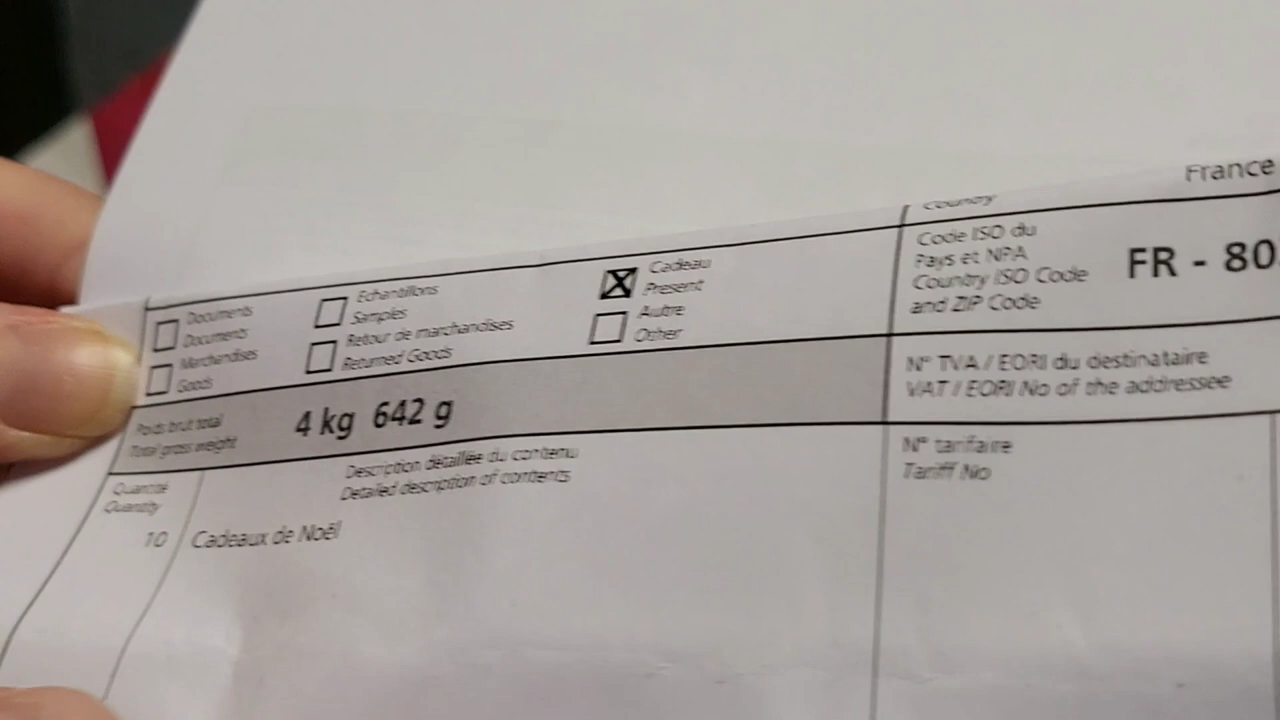 France
Country
Code ISO du
Pays et NPA
Country ISO Code
and ZIP Code
FR - 80
Documents
Documents
Marchandises
Goods
Echantillons
Samples
Retour de marchandises
Returned Goods
Cadeau
Present
Autre
Other
N° TVA / EORI du destinataire
VAT / EORI No of the addressee
Poids brut total
Total gross weight
4 kg 642 g
Quantité
Quantity
Description détaillée du contenu
Detailed description of contents
N° tarifaire
Tariff No
10 Cadeaux de Noël